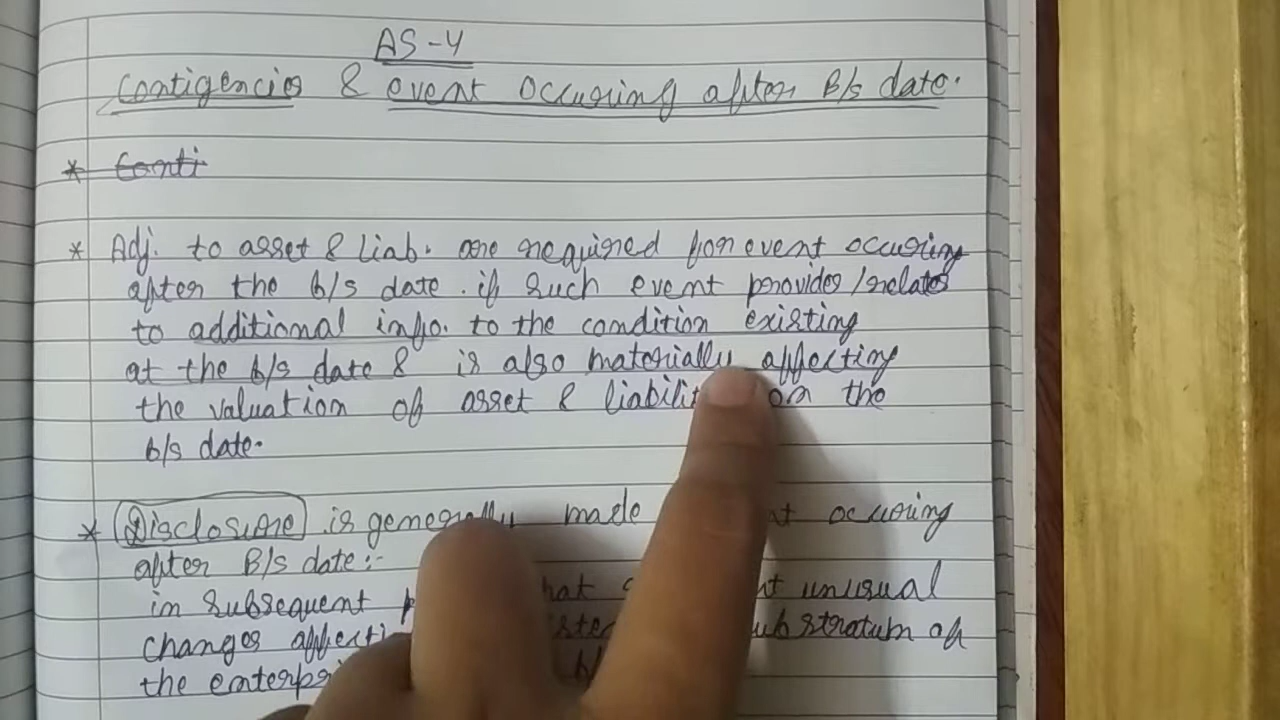 AS-4
Contigencies & event occuring after B/s date.
* Conti
* Adj. to asset & liab. are required for event occuring
after the b/s date. if such event provides/relates
to additional info. to the condition existing
at the b/s date & is also materially affecting
the valuation of asset & on the
b/s date.
* Disclosure is generally made ocuring
after B/s date:-
in subsequent unusual
changes of
the